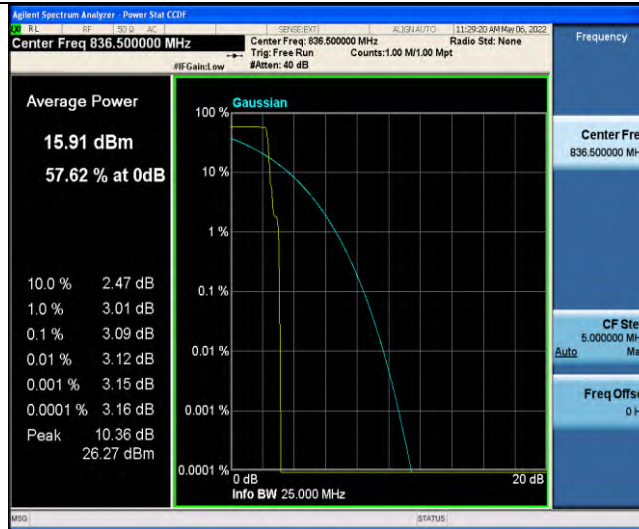 Agilent Spectrum Analyzer - Power Stat CCDF
RL RF 50 Ω AC SENSE:EXT ALIGN AUTO 11:29:20 AM May 06, 2022
Center Freq 836.500000 MHz
Center Freq: 836.500000 MHz Radio Std: None
Trig: Free Run Counts:1.00 M/1.00 Mpt
#IFGain:Low #Atten: 40 dB
Frequency
Average Power
15.91 dBm
57.62 % at 0dB
10.0 % 2.47 dB
1.0 % 3.01 dB
0.1 % 3.09 dB
0.01 % 3.12 dB
0.001 % 3.15 dB
0.0001 % 3.16 dB
Peak 10.36 dB
26.27 dBm
Gaussian
100 %
10 %
1 %
0.1 %
0.01 %
0.001 %
0.0001 %
0 dB 20 dB
Info BW 25.000 MHz
Center Fre
836.500000 MH
CF Ste
5.000000 MH
Auto Ma
Freq Offse
0 H
MSG STATUS